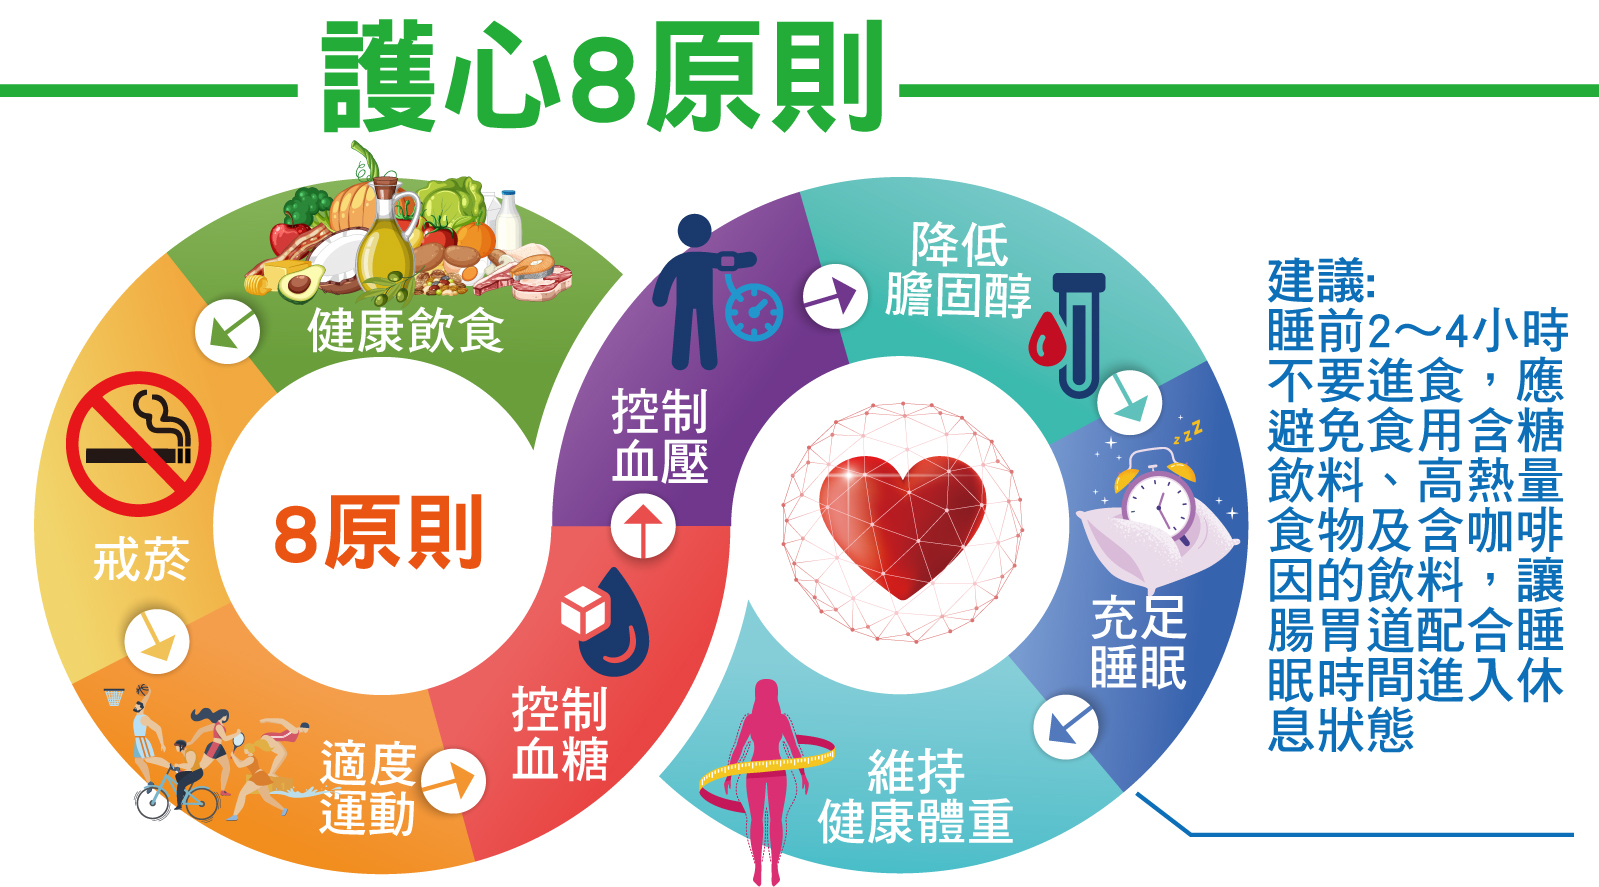 護心8原則
健康飲食
戒菸
適度
運動
控制
血糖
控制
血壓
降低
膽固醇
充足
睡眠
維持
健康體重
8原則
zzz
建議:
睡前2～4小時
不要進食，應
避免食用含糖
飲料、高熱量
食物及含咖啡
因的飲料，讓
腸胃道配合睡
眠時間進入休
息狀態